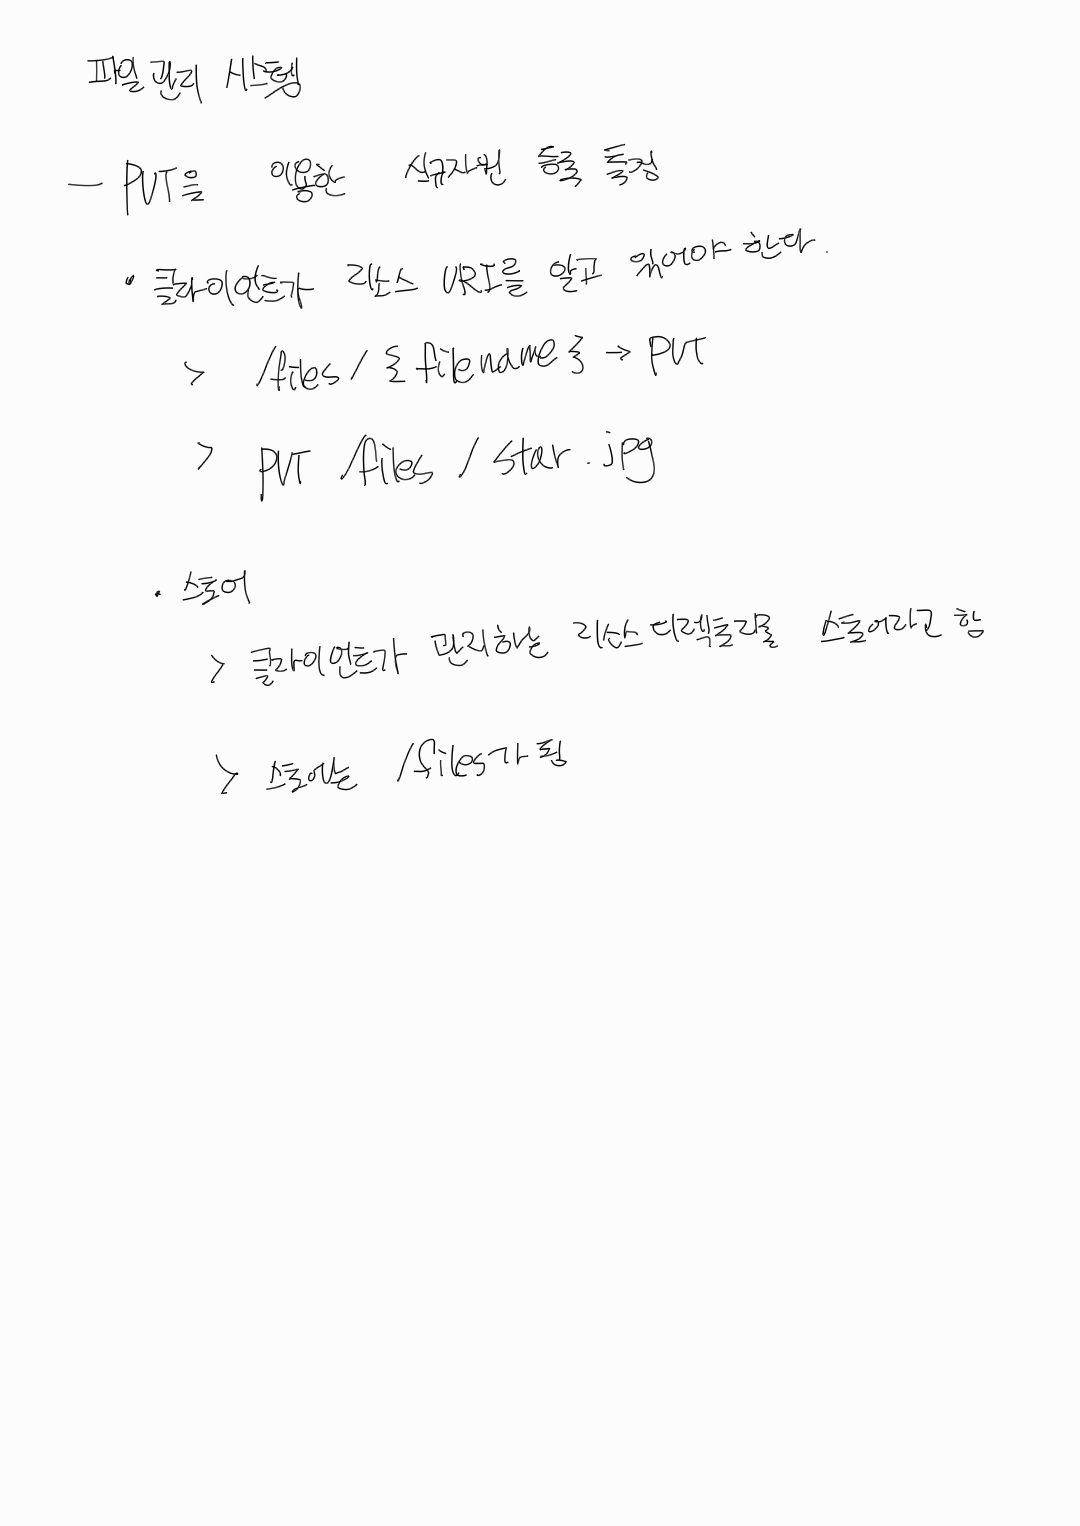 파일 관리 시스템
— PUT을 이용한 신규자원 등록 특징
• 클라이언트가 리소스 URI를 알고 있어야 한다.
> /files/{filename} → PUT
> PUT /files/star.jpg
• 스토어
> 클라이언트가 관리하는 리소스 디렉토리를 스토어라고 함
> 스토어는 /files가 됨